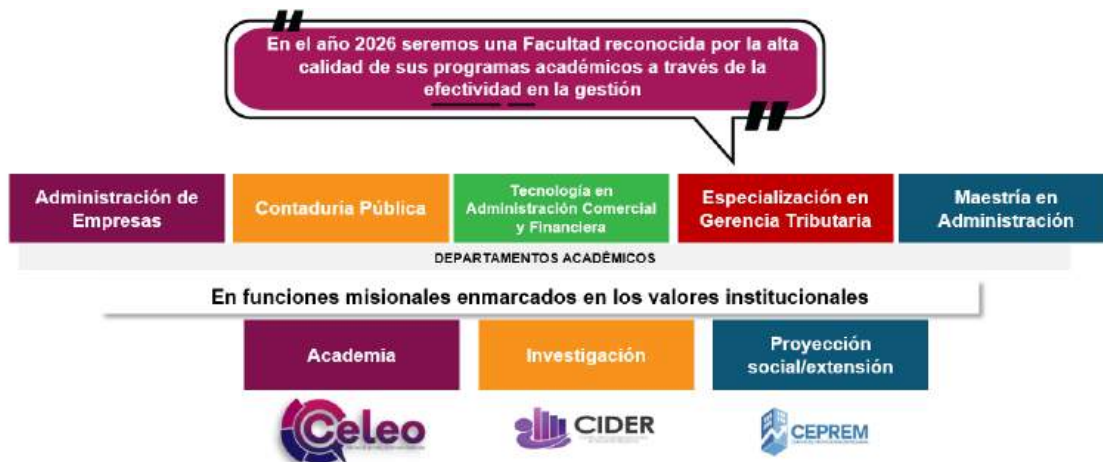 En el año 2026 seremos una Facultad reconocida por la alta
calidad de sus programas académicos a través de la
efectividad en la gestión
Administración de
Empresas
Contaduría Pública
Tecnología en
Administración Comercial
y Financiera
Especialización en
Gerencia Tributaria
Maestría en
Administración
DEPARTAMENTOS ACADÉMICOS
En funciones misionales enmarcados en los valores institucionales
Academia
Investigación
Proyección
social/extensión
Celeo
CIDER
CEPREM